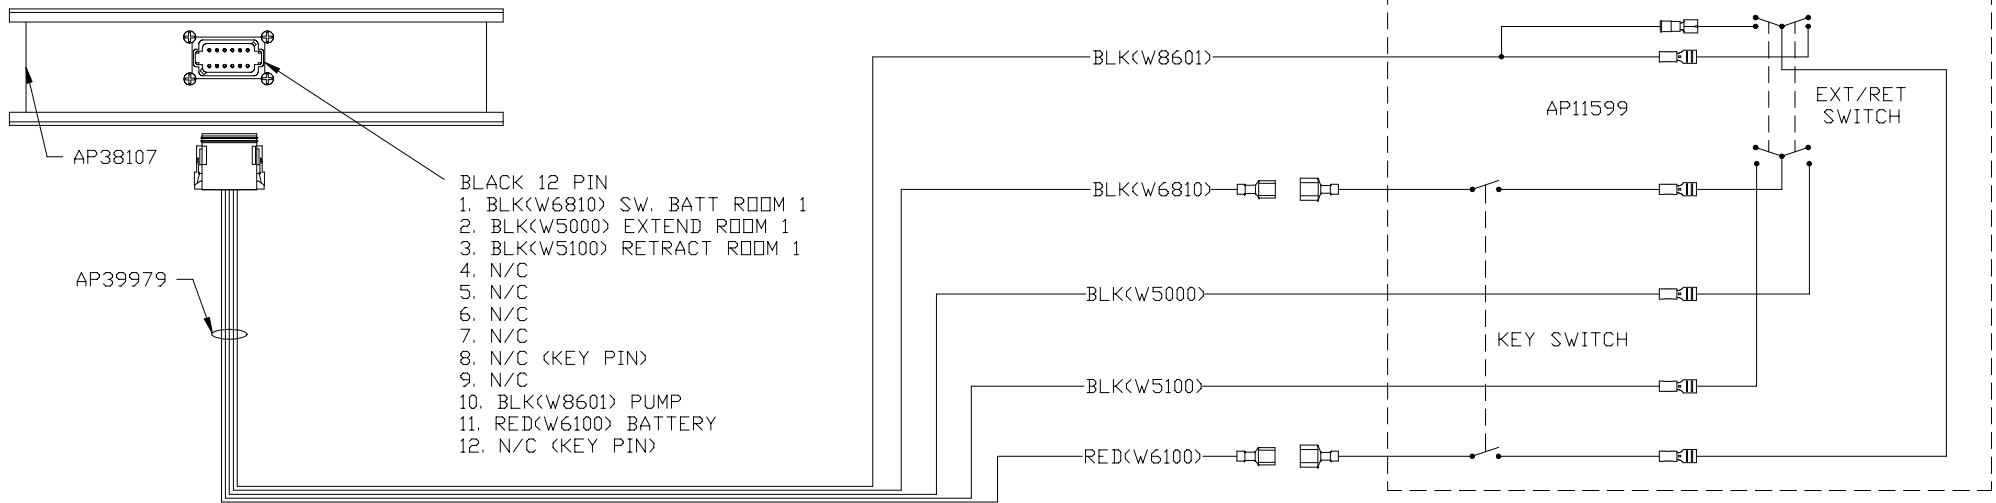 BLK(W8601)
AP11599
EXT/RET
SWITCH
AP38107
BLACK 12 PIN
1. BLK(W6810) SW. BATT ROOM 1
2. BLK(W5000) EXTEND ROOM 1
3. BLK(W5100) RETRACT ROOM 1
4. N/C
5. N/C
6. N/C
7. N/C
8. N/C (KEY PIN)
9. N/C
10. BLK(W8601) PUMP
11. RED(W6100) BATTERY
12. N/C (KEY PIN)
BLK(W6810)
AP39979
BLK(W5000)
KEY SWITCH
BLK(W5100)
RED(W6100)